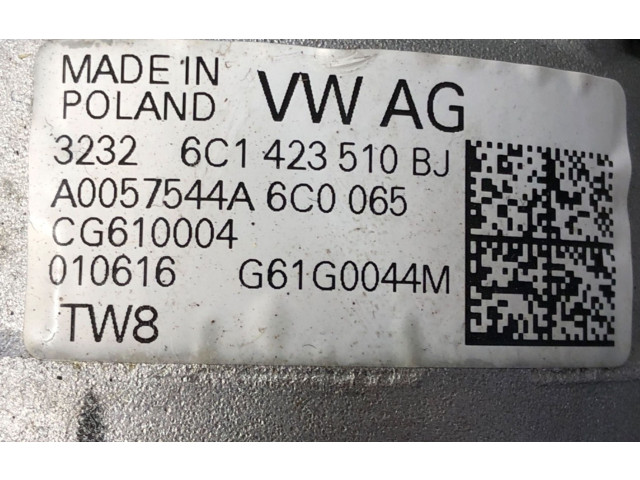 MADE IN
POLAND VW AG
3232 6C1 423 510 BJ
A0057544A 6C0 065
CG610004
010616 G61G0044M
TW8